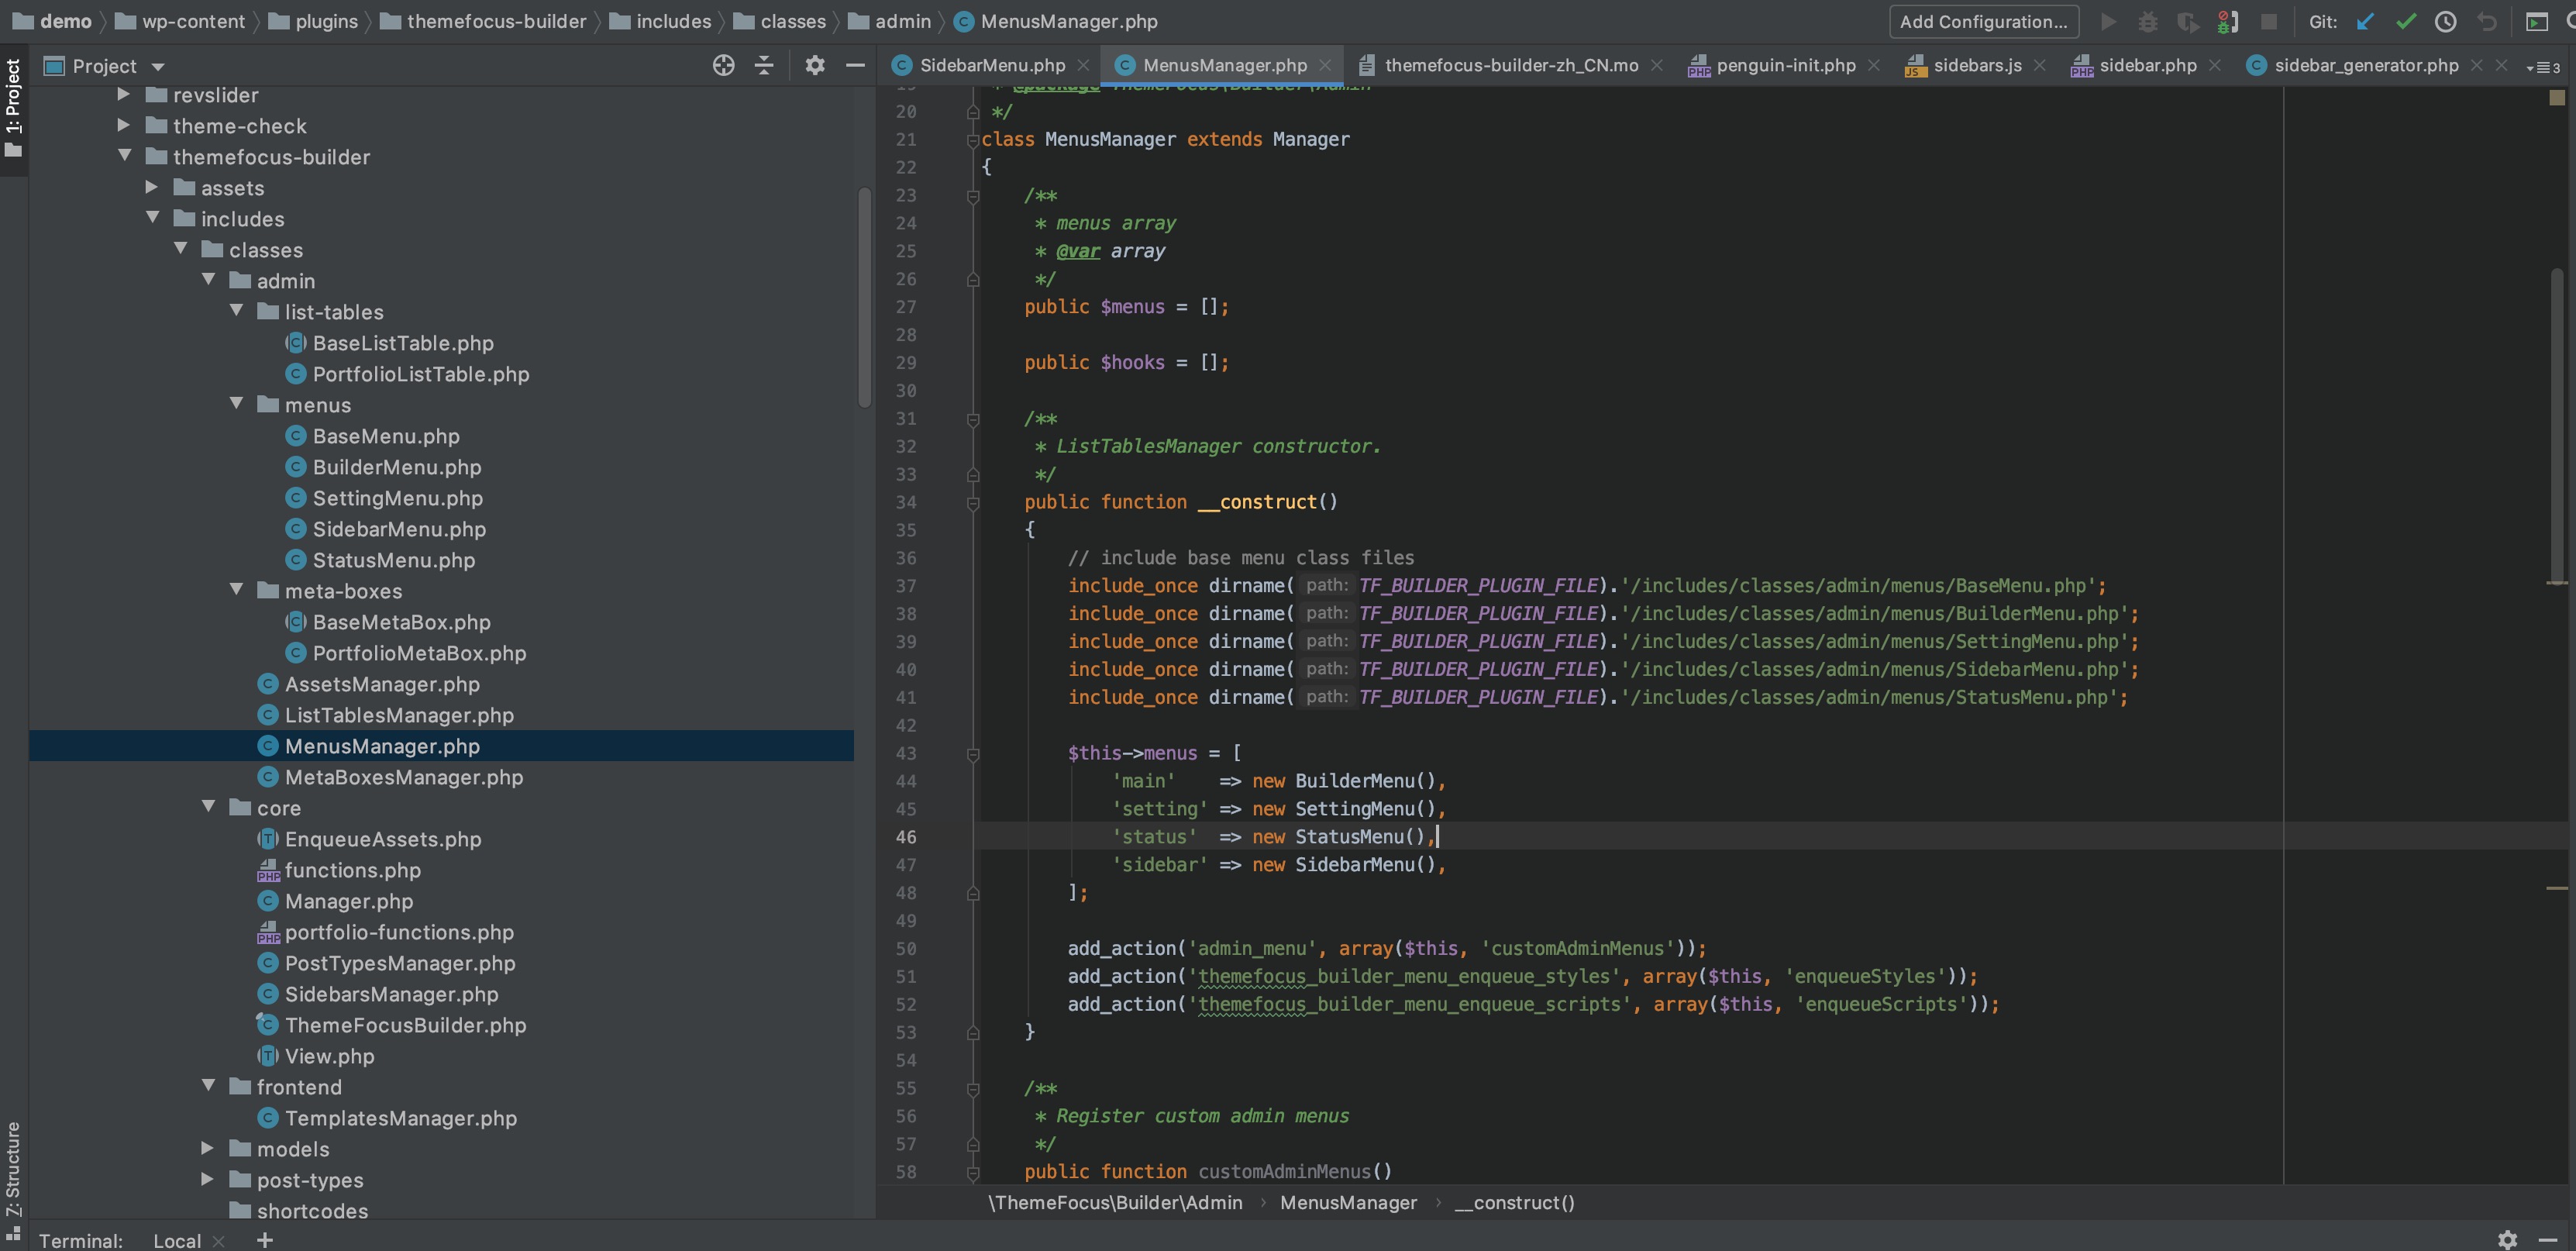 demo wp-content plugins themefocus-builder includes classes admin MenusManager.php Add Configuration... Git:
1: Project
Project
SidebarMenu.php MenusManager.php themefocus-builder-zh_CN.mo penguin-init.php sidebars.js sidebar.php sidebar_generator.php 3
revslider
theme-check
themefocus-builder
assets
includes
classes
admin
list-tables
BaseListTable.php
PortfolioListTable.php
menus
BaseMenu.php
BuilderMenu.php
SettingMenu.php
SidebarMenu.php
StatusMenu.php
meta-boxes
BaseMetaBox.php
PortfolioMetaBox.php
AssetsManager.php
ListTablesManager.php
MenusManager.php
MetaBoxesManager.php
core
EnqueueAssets.php
functions.php
Manager.php
portfolio-functions.php
PostTypesManager.php
SidebarsManager.php
ThemeFocusBuilder.php
View.php
frontend
TemplatesManager.php
models
post-types
shortcodes
7: Structure
19 * @package ThemeFocus\Builder\Admin
20 */
21 class MenusManager extends Manager
22 {
23 /**
24 * menus array
25 * @var array
26 */
27 public $menus = [];
28
29 public $hooks = [];
30
31 /**
32 * ListTablesManager constructor.
33 */
34 public function __construct()
35 {
36 // include base menu class files
37 include_once dirname( path: TF_BUILDER_PLUGIN_FILE).'/includes/classes/admin/menus/BaseMenu.php';
38 include_once dirname( path: TF_BUILDER_PLUGIN_FILE).'/includes/classes/admin/menus/BuilderMenu.php';
39 include_once dirname( path: TF_BUILDER_PLUGIN_FILE).'/includes/classes/admin/menus/SettingMenu.php';
40 include_once dirname( path: TF_BUILDER_PLUGIN_FILE).'/includes/classes/admin/menus/SidebarMenu.php';
41 include_once dirname( path: TF_BUILDER_PLUGIN_FILE).'/includes/classes/admin/menus/StatusMenu.php';
42
43 $this->menus = [
44 'main' => new BuilderMenu(),
45 'setting' => new SettingMenu(),
46 'status' => new StatusMenu(),
47 'sidebar' => new SidebarMenu(),
48 ];
49
50 add_action('admin_menu', array($this, 'customAdminMenus'));
51 add_action('themefocus_builder_menu_enqueue_styles', array($this, 'enqueueStyles'));
52 add_action('themefocus_builder_menu_enqueue_scripts', array($this, 'enqueueScripts'));
53 }
54
55 /**
56 * Register custom admin menus
57 */
58 public function customAdminMenus()
\ThemeFocus\Builder\Admin › MenusManager › __construct()
Terminal: Local × +